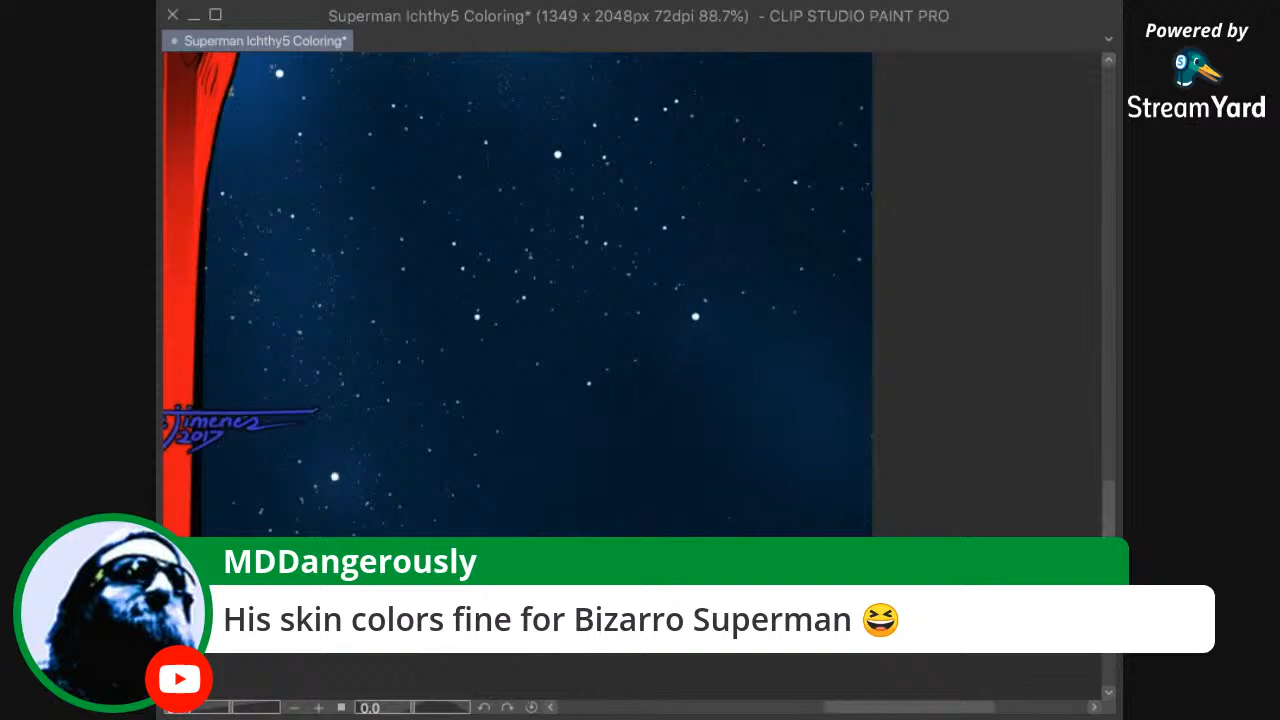 Superman Ichthy5 Coloring* (1349 x 2048px 72dpi 88.7%) - CLIP STUDIO PAINT PRO
Superman Ichthy5 Coloring*
Powered by
S
StreamYard
Jimenez
2017
MDDangerously
His skin colors fine for Bizarro Superman 😆
0.0